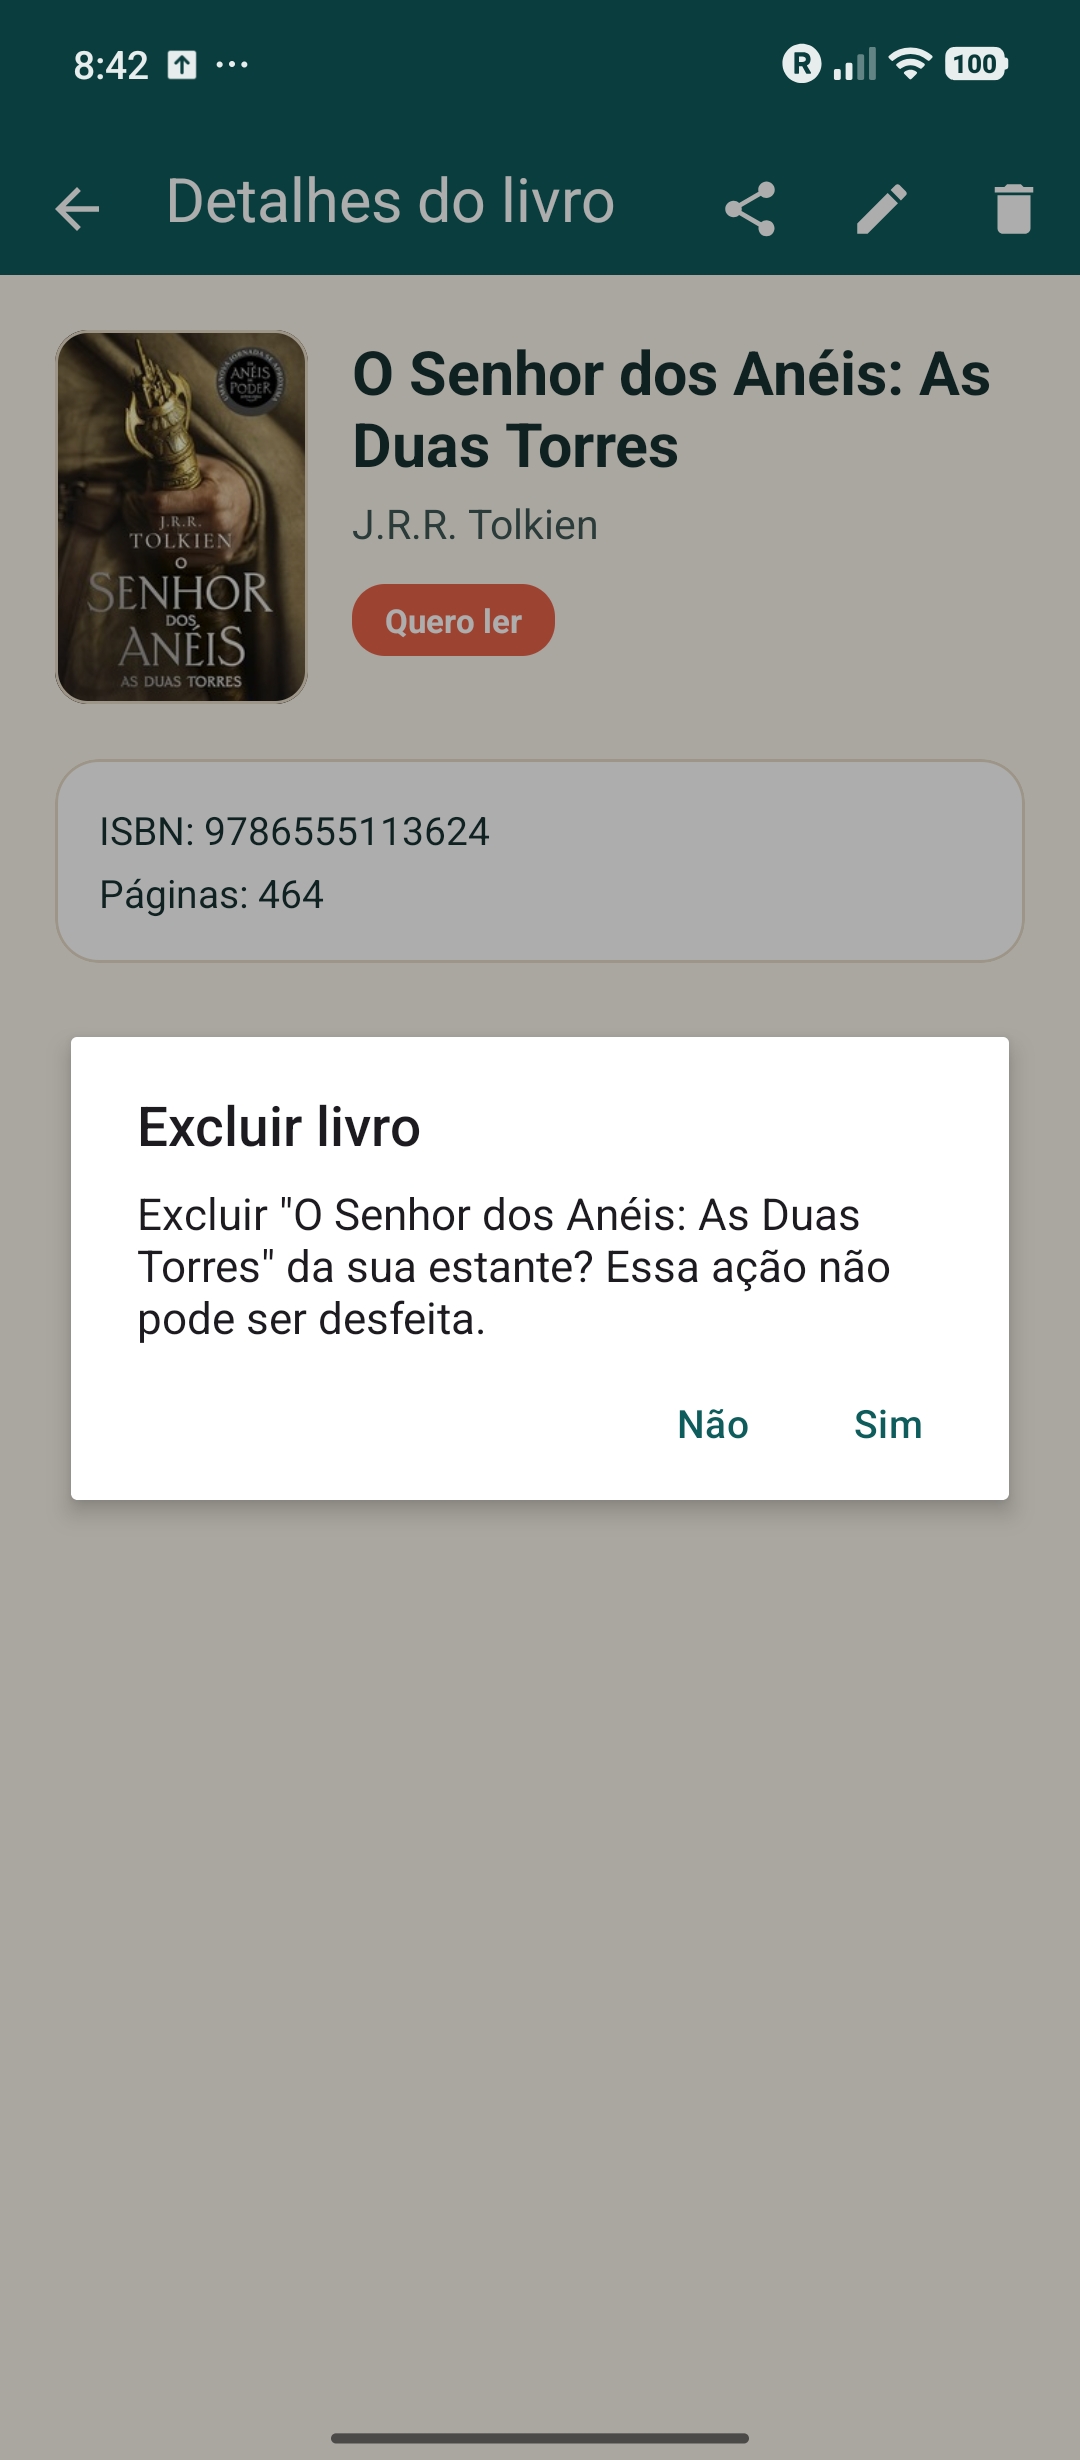 8:42
R
100
Detalhes do livro
ANÉIS
DE
PODER
J.R.R.
TOLKIEN
O
SENHOR
DOS
ANÉIS
AS DUAS TORRES
O Senhor dos Anéis: As
Duas Torres
J.R.R. Tolkien
Quero ler
ISBN: 9786555113624
Páginas: 464
Excluir livro
Excluir "O Senhor dos Anéis: As Duas
Torres" da sua estante? Essa ação não
pode ser desfeita.
Não
Sim